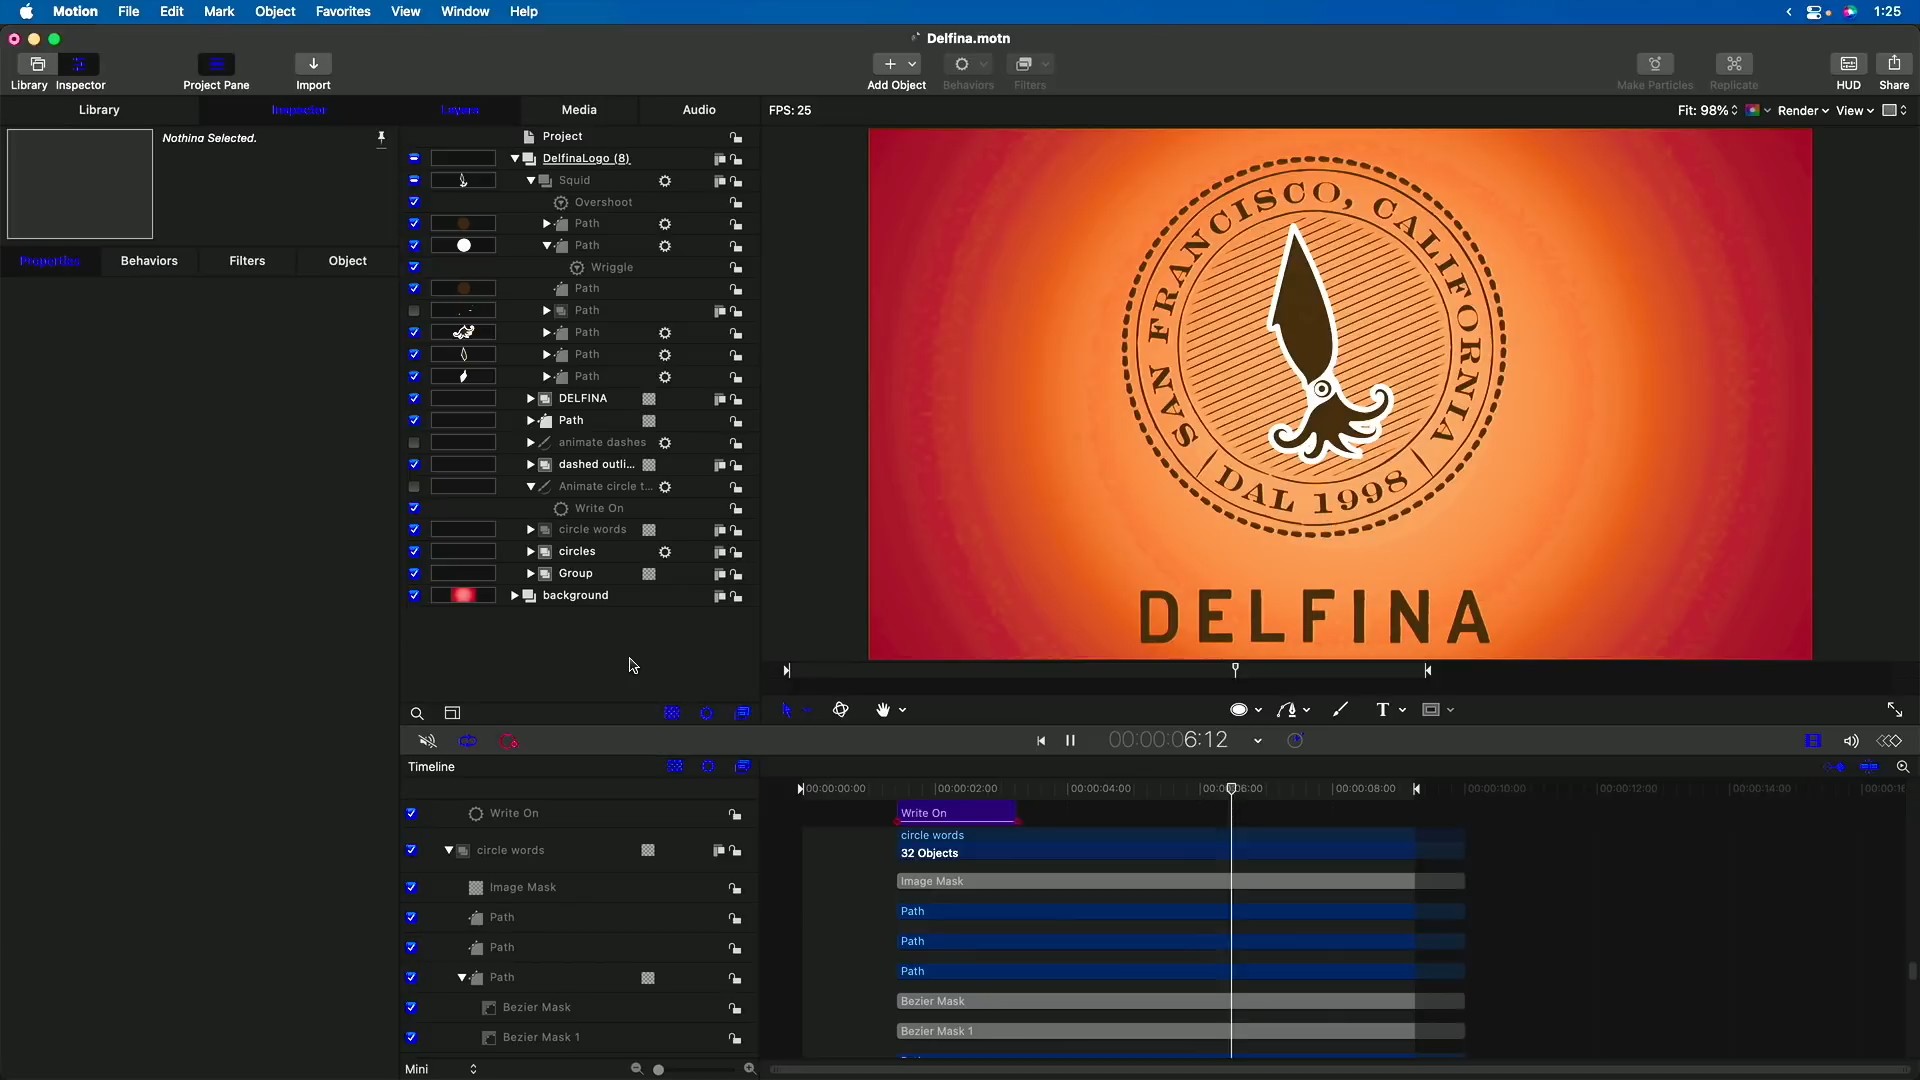 Motion File Edit Mark Object Favorites View Window Help 1:25
Delfina.motn
Library Inspector Project Pane Import Add Object Behaviors Filters Make Particles Replicate HUD Share
Library Inspector Layers Media Audio FPS: 25 Fit: 98% Render View
Nothing Selected.
Properties Behaviors Filters Object
Project
DelfinaLogo (8)
Squid
Overshoot
Path
Path
Wriggle
Path
Path
Path
Path
Path
DELFINA
Path
animate dashes
dashed outli...
Animate circle t...
Write On
circle words
circles
Group
background
SAN FRANCISCO, CALIFORNIA
DAL 1998
DELFINA
T
00:00:06:12
Timeline
00:00:00:00 00:00:02:00 00:00:04:00 00:00:06:00 00:00:08:00 00:00:10:00 00:00:12:00 00:00:14:00 00:00:16
Write On Write On
circle words circle words
32 Objects
Image Mask Image Mask
Path Path
Path Path
Path Path
Bezier Mask Bezier Mask
Bezier Mask 1 Bezier Mask 1
Mini